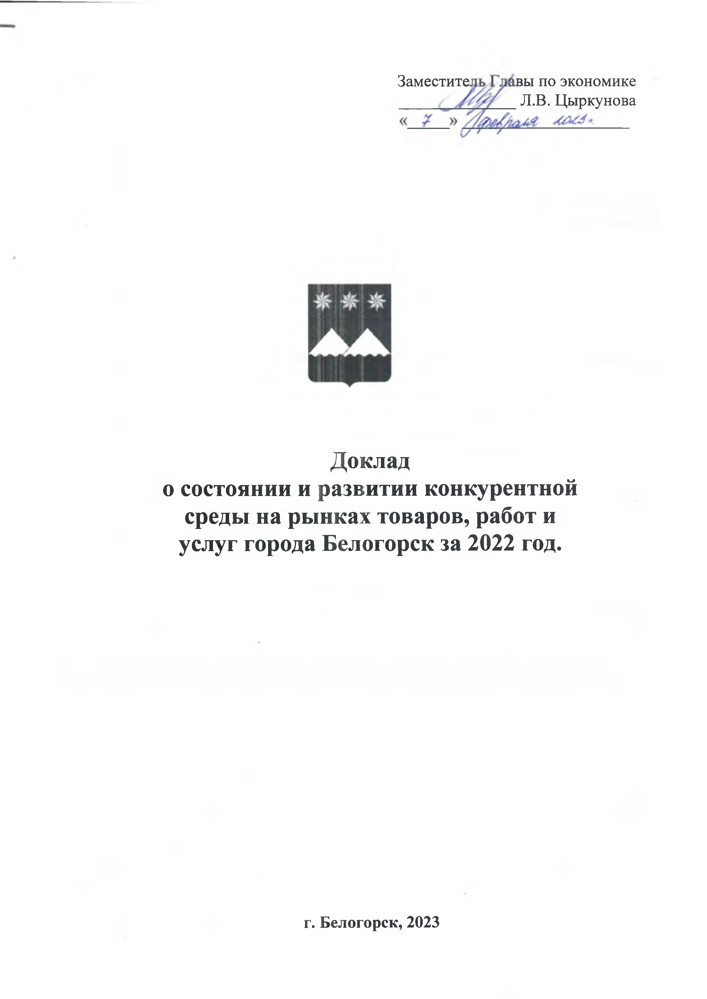 Заместитель Главы по экономике
Л.В. Цыркунова
« 7 » февраля 2023 г.
Доклад
о состоянии и развитии конкурентной
среды на рынках товаров, работ и
услуг города Белогорск за 2022 год.
г. Белогорск, 2023